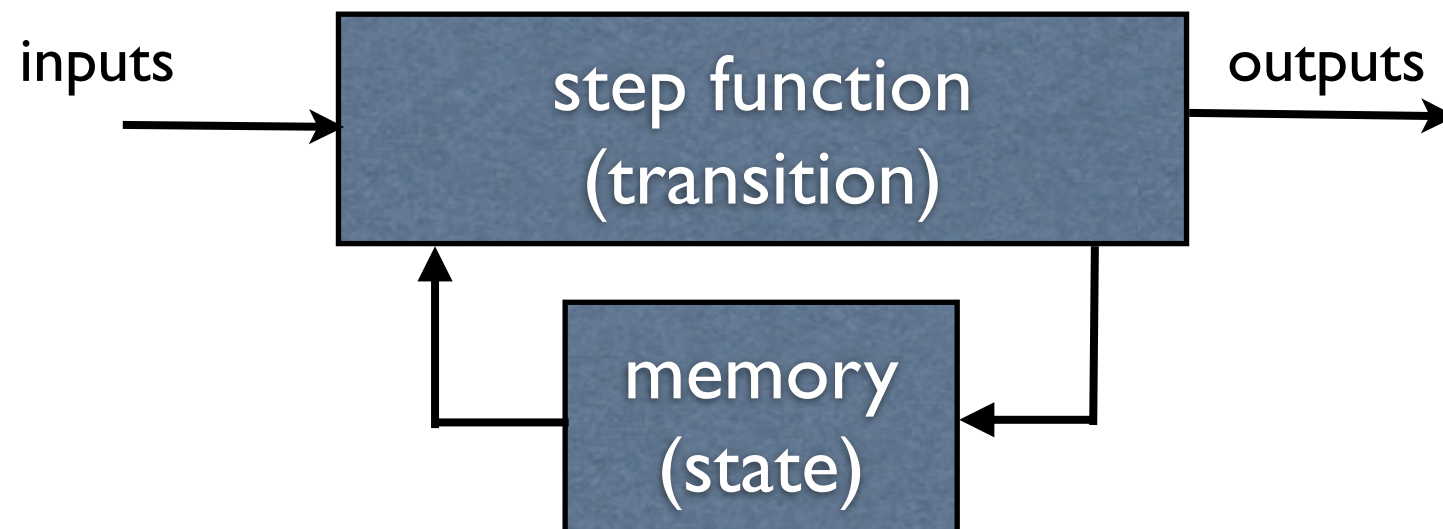 inputs
step function
(transition)
outputs
memory
(state)